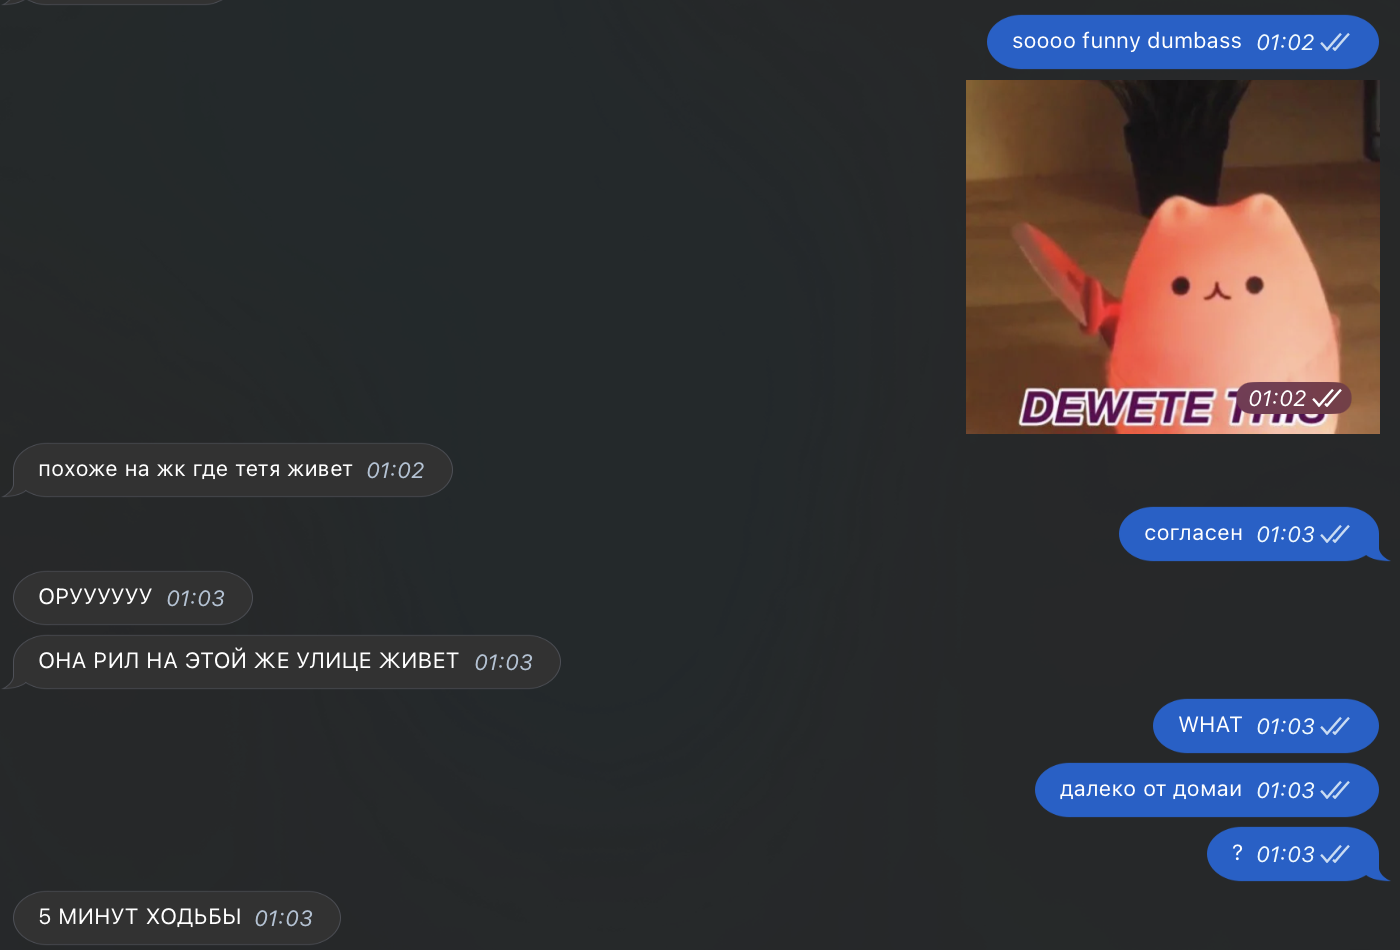 soooo funny dumbass 01:02
DEWETE 01:02
похоже на жк где тетя живет 01:02
согласен 01:03
ОРУУУУУУ 01:03
ОНА РИЛ НА ЭТОЙ ЖЕ УЛИЦЕ ЖИВЕТ 01:03
WHAT 01:03
далеко от домаи 01:03
? 01:03
5 МИНУТ ХОДЬБЫ 01:03